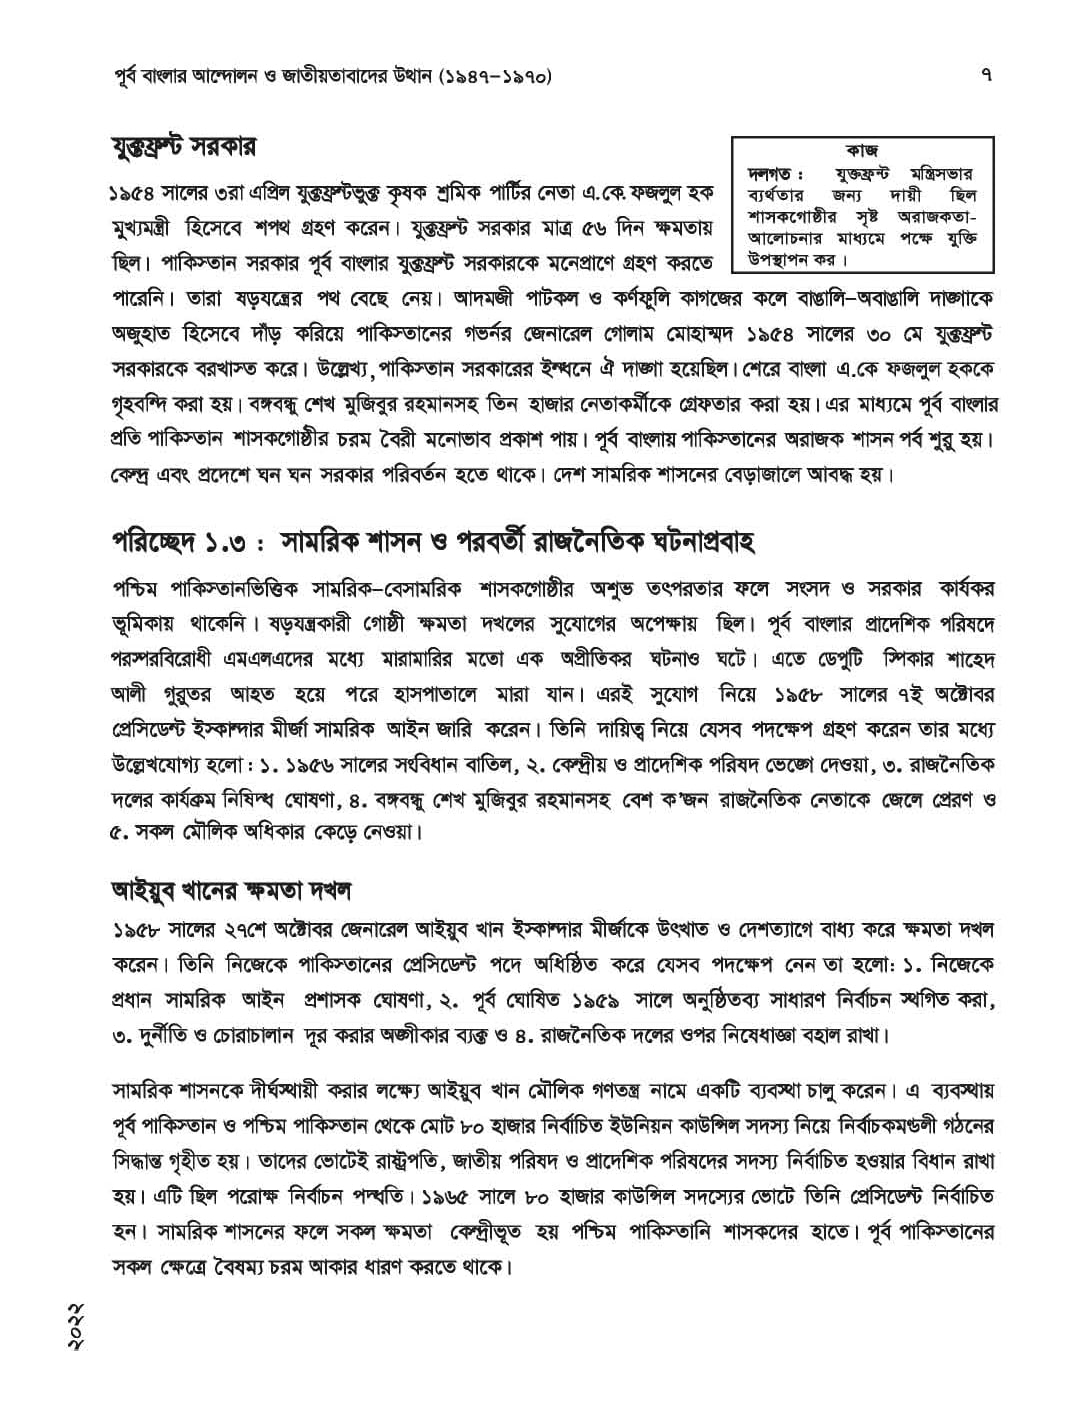 পূর্ব বাংলার আন্দোলন ও জাতীয়তাবাদের উত্থান (১৯৪৭–১৯৭০)
৭
যুক্তফ্রন্ট সরকার
১৯৫৪ সালের ৩রা এপ্রিল যুক্তফ্রন্টভুক্ত কৃষক শ্রমিক পার্টির নেতা এ.কে. ফজলুল হক
মুখ্যমন্ত্রী হিসেবে শপথ গ্রহণ করেন। যুক্তফ্রন্ট সরকার মাত্র ৫৬ দিন ক্ষমতায়
ছিল। পাকিস্তান সরকার পূর্ব বাংলার যুক্তফ্রন্ট সরকারকে মনেপ্রাণে গ্রহণ করতে
কাজ
দলগত : যুক্তফ্রন্ট মন্ত্রিসভার
ব্যর্থতার জন্য দায়ী ছিল
শাসকগোষ্ঠীর সৃষ্ট অরাজকতা-
আলোচনার মাধ্যমে পক্ষে যুক্তি
উপস্থাপন কর ।
পারেনি। তারা ষড়যন্ত্রের পথ বেছে নেয়। আদমজী পাটকল ও কর্ণফুলি কাগজের কলে বাঙালি–অবাঙালি দাঙ্গাকে
অজুহাত হিসেবে দাঁড় করিয়ে পাকিস্তানের গভর্নর জেনারেল গোলাম মোহাম্মদ ১৯৫৪ সালের ৩০ মে যুক্তফ্রন্ট
সরকারকে বরখাস্ত করে। উল্লেখ্য, পাকিস্তান সরকারের ইন্ধনে ঐ দাঙ্গা হয়েছিল। শেরে বাংলা এ.কে ফজলুল হককে
গৃহবন্দি করা হয়। বঙ্গবন্ধু শেখ মুজিবুর রহমানসহ তিন হাজার নেতাকর্মীকে গ্রেফতার করা হয়। এর মাধ্যমে পূর্ব বাংলার
প্রতি পাকিস্তান শাসকগোষ্ঠীর চরম বৈরী মনোভাব প্রকাশ পায়। পূর্ব বাংলায় পাকিস্তানের অরাজক শাসন পর্ব শুরু হয়।
কেন্দ্র এবং প্রদেশে ঘন ঘন সরকার পরিবর্তন হতে থাকে। দেশ সামরিক শাসনের বেড়াজালে আবদ্ধ হয়।
পরিচ্ছেদ ১.৩ : সামরিক শাসন ও পরবর্তী রাজনৈতিক ঘটনাপ্রবাহ
পশ্চিম পাকিস্তানভিত্তিক সামরিক–বেসামরিক শাসকগোষ্ঠীর অশুভ তৎপরতার ফলে সংসদ ও সরকার কার্যকর
ভূমিকায় থাকেনি। ষড়যন্ত্রকারী গোষ্ঠী ক্ষমতা দখলের সুযোগের অপেক্ষায় ছিল। পূর্ব বাংলার প্রাদেশিক পরিষদে
পরস্পরবিরোধী এমএলএদের মধ্যে মারামারির মতো এক অপ্রীতিকর ঘটনাও ঘটে। এতে ডেপুটি স্পিকার শাহেদ
আলী গুরুতর আহত হয়ে পরে হাসপাতালে মারা যান। এরই সুযোগ নিয়ে ১৯৫৮ সালের ৭ই অক্টোবর
প্রেসিডেন্ট ইস্কান্দার মীর্জা সামরিক আইন জারি করেন। তিনি দায়িত্ব নিয়ে যেসব পদক্ষেপ গ্রহণ করেন তার মধ্যে
উল্লেখযোগ্য হলো : ১. ১৯৫৬ সালের সংবিধান বাতিল, ২. কেন্দ্রীয় ও প্রাদেশিক পরিষদ ভেঙ্গে দেওয়া, ৩. রাজনৈতিক
দলের কার্যক্রম নিষিদ্ধ ঘোষণা, ৪. বঙ্গবন্ধু শেখ মুজিবুর রহমানসহ বেশ ক'জন রাজনৈতিক নেতাকে জেলে প্রেরণ ও
৫. সকল মৌলিক অধিকার কেড়ে নেওয়া।
আইয়ুব খানের ক্ষমতা দখল
১৯৫৮ সালের ২৭শে অক্টোবর জেনারেল আইয়ুব খান ইস্কান্দার মীর্জাকে উৎখাত ও দেশত্যাগে বাধ্য করে ক্ষমতা দখল
করেন। তিনি নিজেকে পাকিস্তানের প্রেসিডেন্ট পদে অধিষ্ঠিত করে যেসব পদক্ষেপ নেন তা হলো: ১. নিজেকে
প্রধান সামরিক আইন প্রশাসক ঘোষণা, ২. পূর্ব ঘোষিত ১৯৫৯ সালে অনুষ্ঠিতব্য সাধারণ নির্বাচন স্থগিত করা,
৩. দুর্নীতি ও চোরাচালান দূর করার অঙ্গীকার ব্যক্ত ও ৪. রাজনৈতিক দলের ওপর নিষেধাজ্ঞা বহাল রাখা।
সামরিক শাসনকে দীর্ঘস্থায়ী করার লক্ষ্যে আইয়ুব খান মৌলিক গণতন্ত্র নামে একটি ব্যবস্থা চালু করেন। এ ব্যবস্থায়
পূর্ব পাকিস্তান ও পশ্চিম পাকিস্তান থেকে মোট ৮০ হাজার নির্বাচিত ইউনিয়ন কাউন্সিল সদস্য নিয়ে নির্বাচকমণ্ডলী গঠনের
সিদ্ধান্ত গৃহীত হয়। তাদের ভোটেই রাষ্ট্রপতি, জাতীয় পরিষদ ও প্রাদেশিক পরিষদের সদস্য নির্বাচিত হওয়ার বিধান রাখা
হয়। এটি ছিল পরোক্ষ নির্বাচন পদ্ধতি। ১৯৬৫ সালে ৮০ হাজার কাউন্সিল সদস্যের ভোটে তিনি প্রেসিডেন্ট নির্বাচিত
হন। সামরিক শাসনের ফলে সকল ক্ষমতা কেন্দ্রীভূত হয় পশ্চিম পাকিস্তানি শাসকদের হাতে। পূর্ব পাকিস্তানের
সকল ক্ষেত্রে বৈষম্য চরম আকার ধারণ করতে থাকে।
২০২২